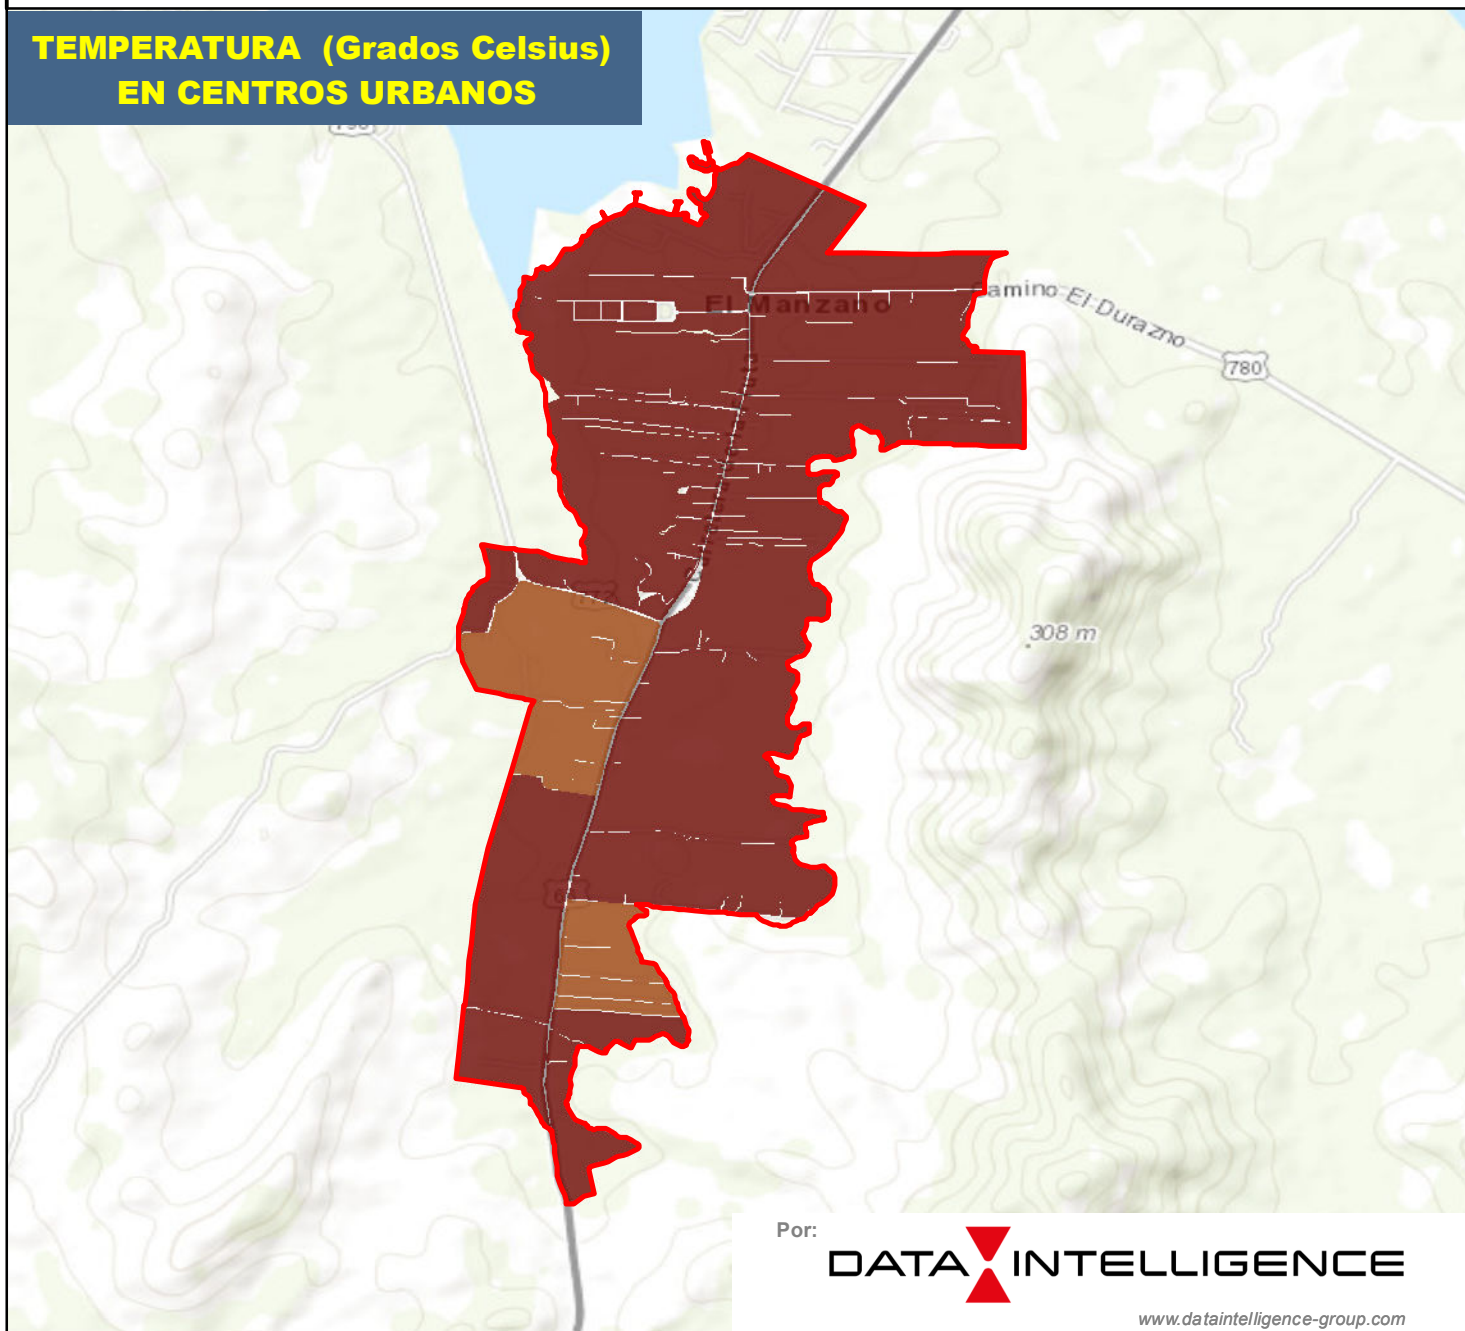 TEMPERATURA (Grados Celsius)
EN CENTROS URBANOS
El Manzano
Camino El Durazno
780
308 m
Por:
DATA INTELLIGENCE
www.dataintelligence-group.com